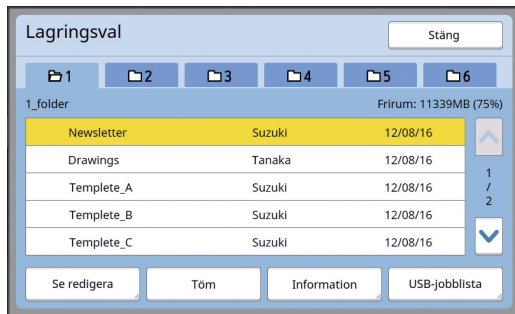 Lagringsval Stäng
1 2 3 4 5 6
1_folder Frirum: 11339MB (75%)
Newsletter Suzuki 12/08/16
Drawings Tanaka 12/08/16
Templete_A Suzuki 12/08/16
Templete_B Suzuki 12/08/16
Templete_C Suzuki 12/08/16
1
/
2
Se redigera Töm Information USB-jobblista